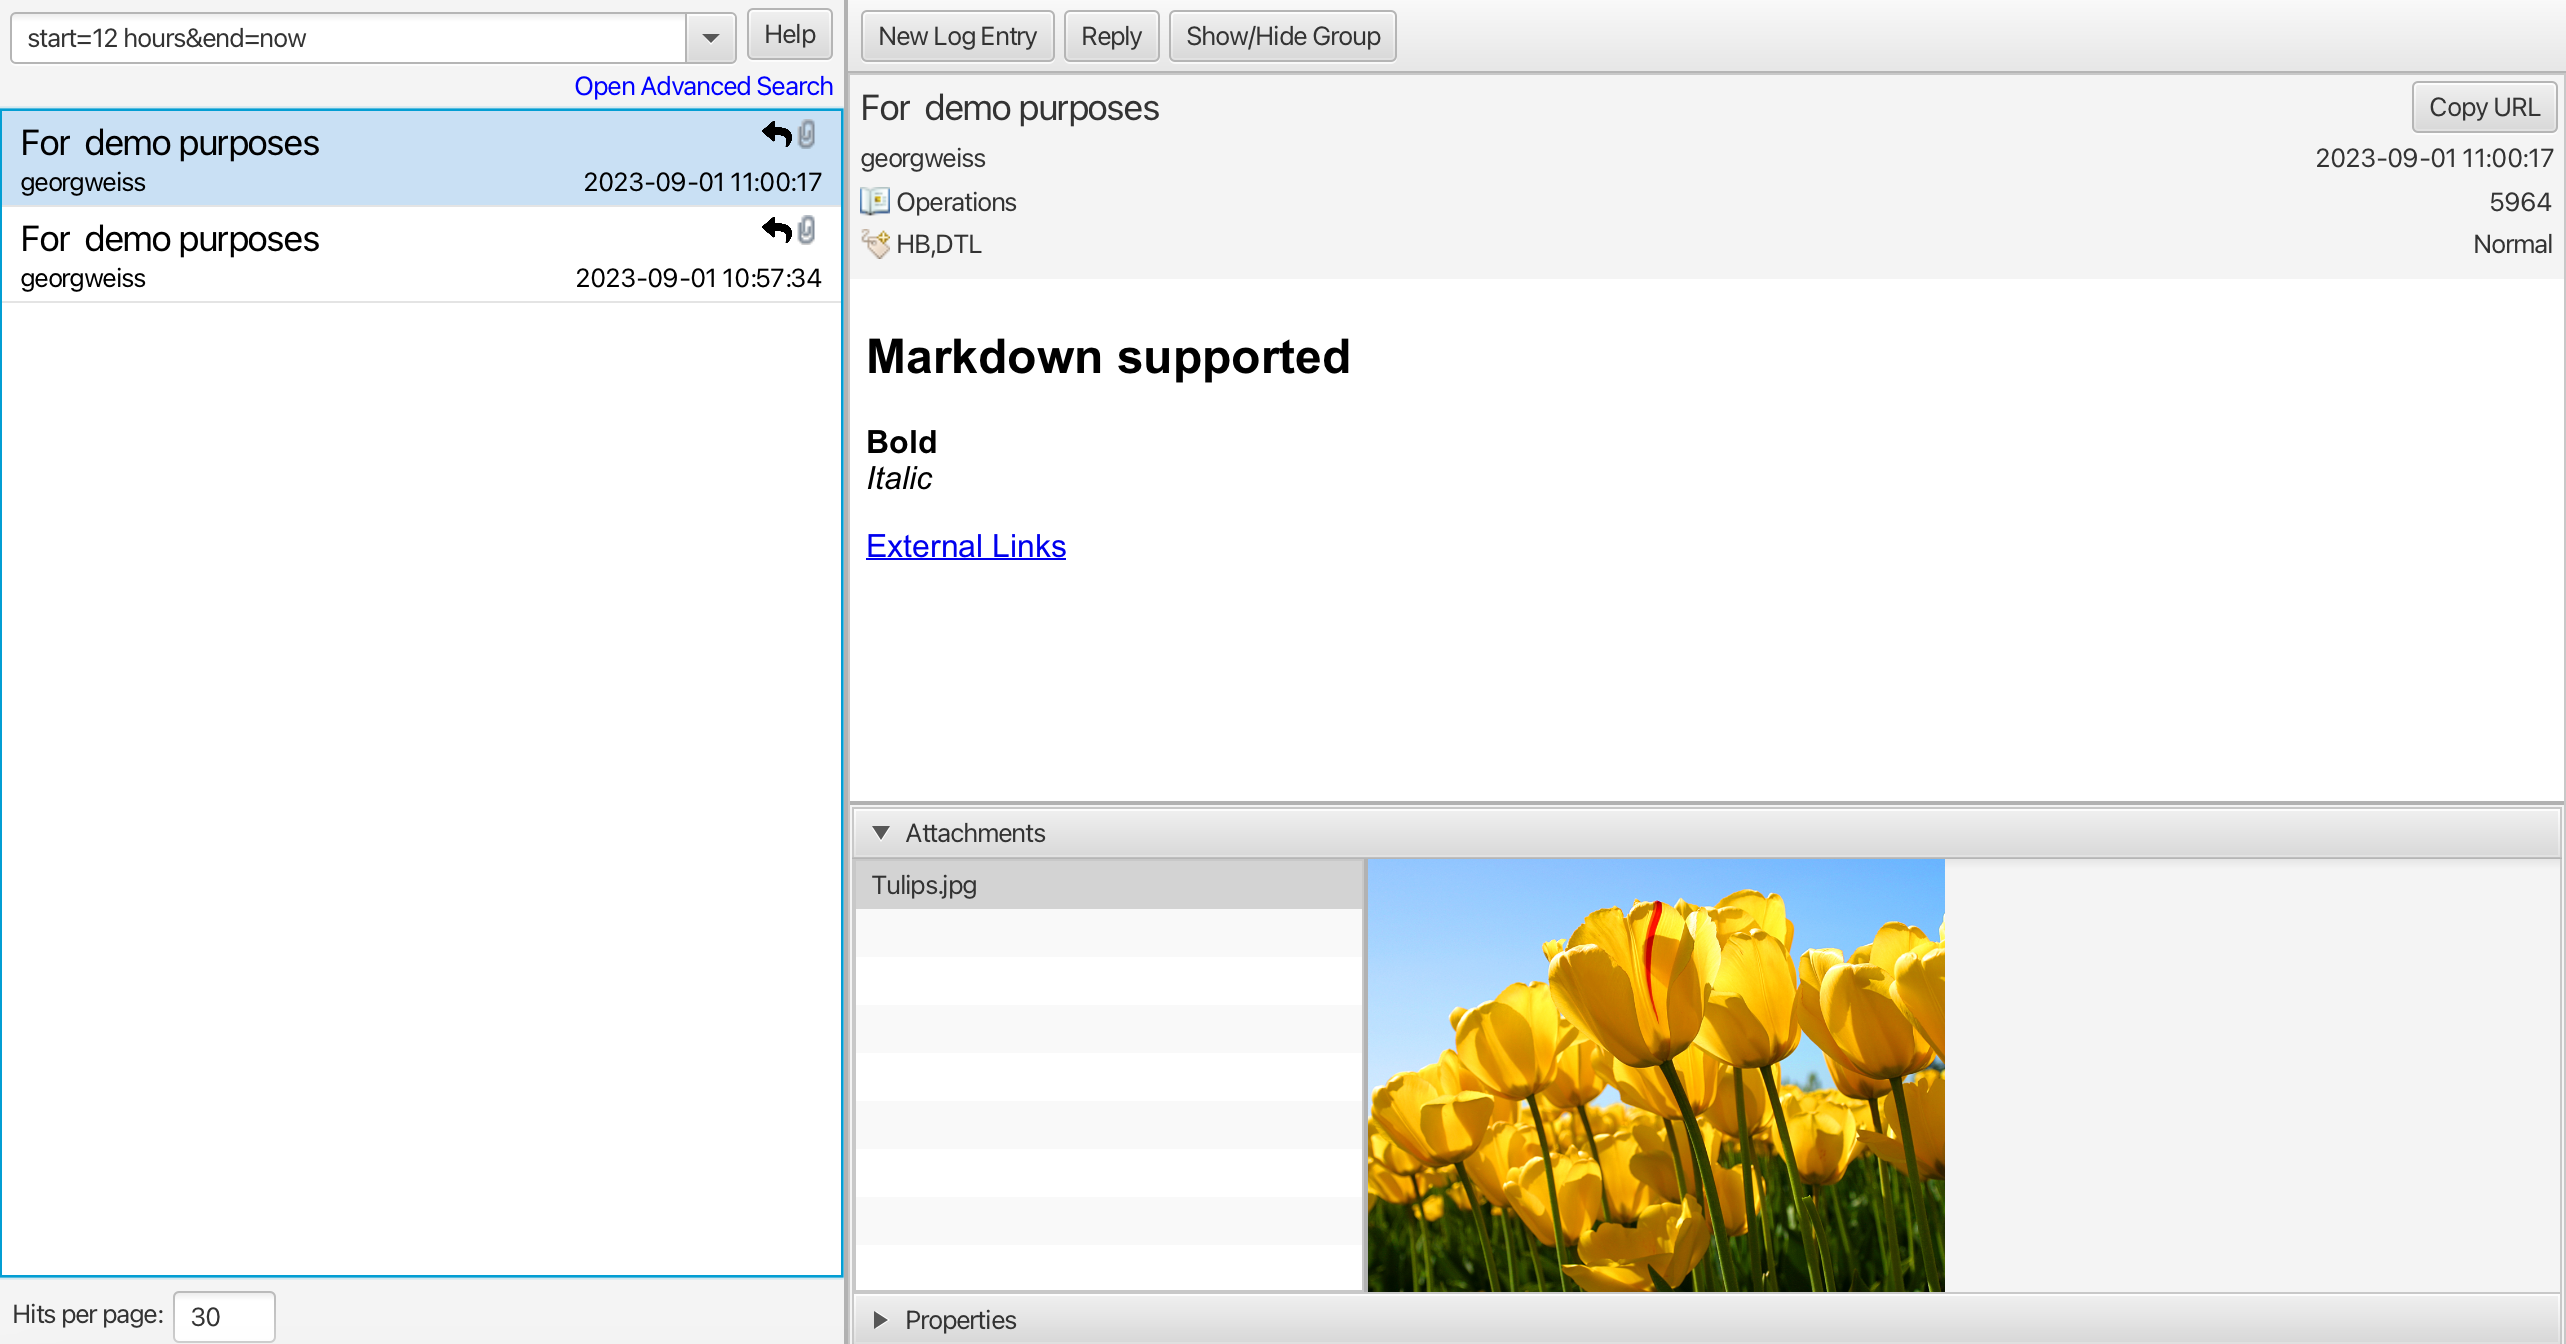 start=12 hours&end=now
Help
Open Advanced Search
For  demo purposes
georgweiss 2023-09-01 11:00:17
For  demo purposes
georgweiss 2023-09-01 10:57:34
Hits per page: 30
New Log Entry Reply Show/Hide Group
For  demo purposes Copy URL
georgweiss 2023-09-01 11:00:17
Operations 5964
HB,DTL Normal
Markdown supported
Bold
Italic
External Links
Attachments
Tulips.jpg
Properties